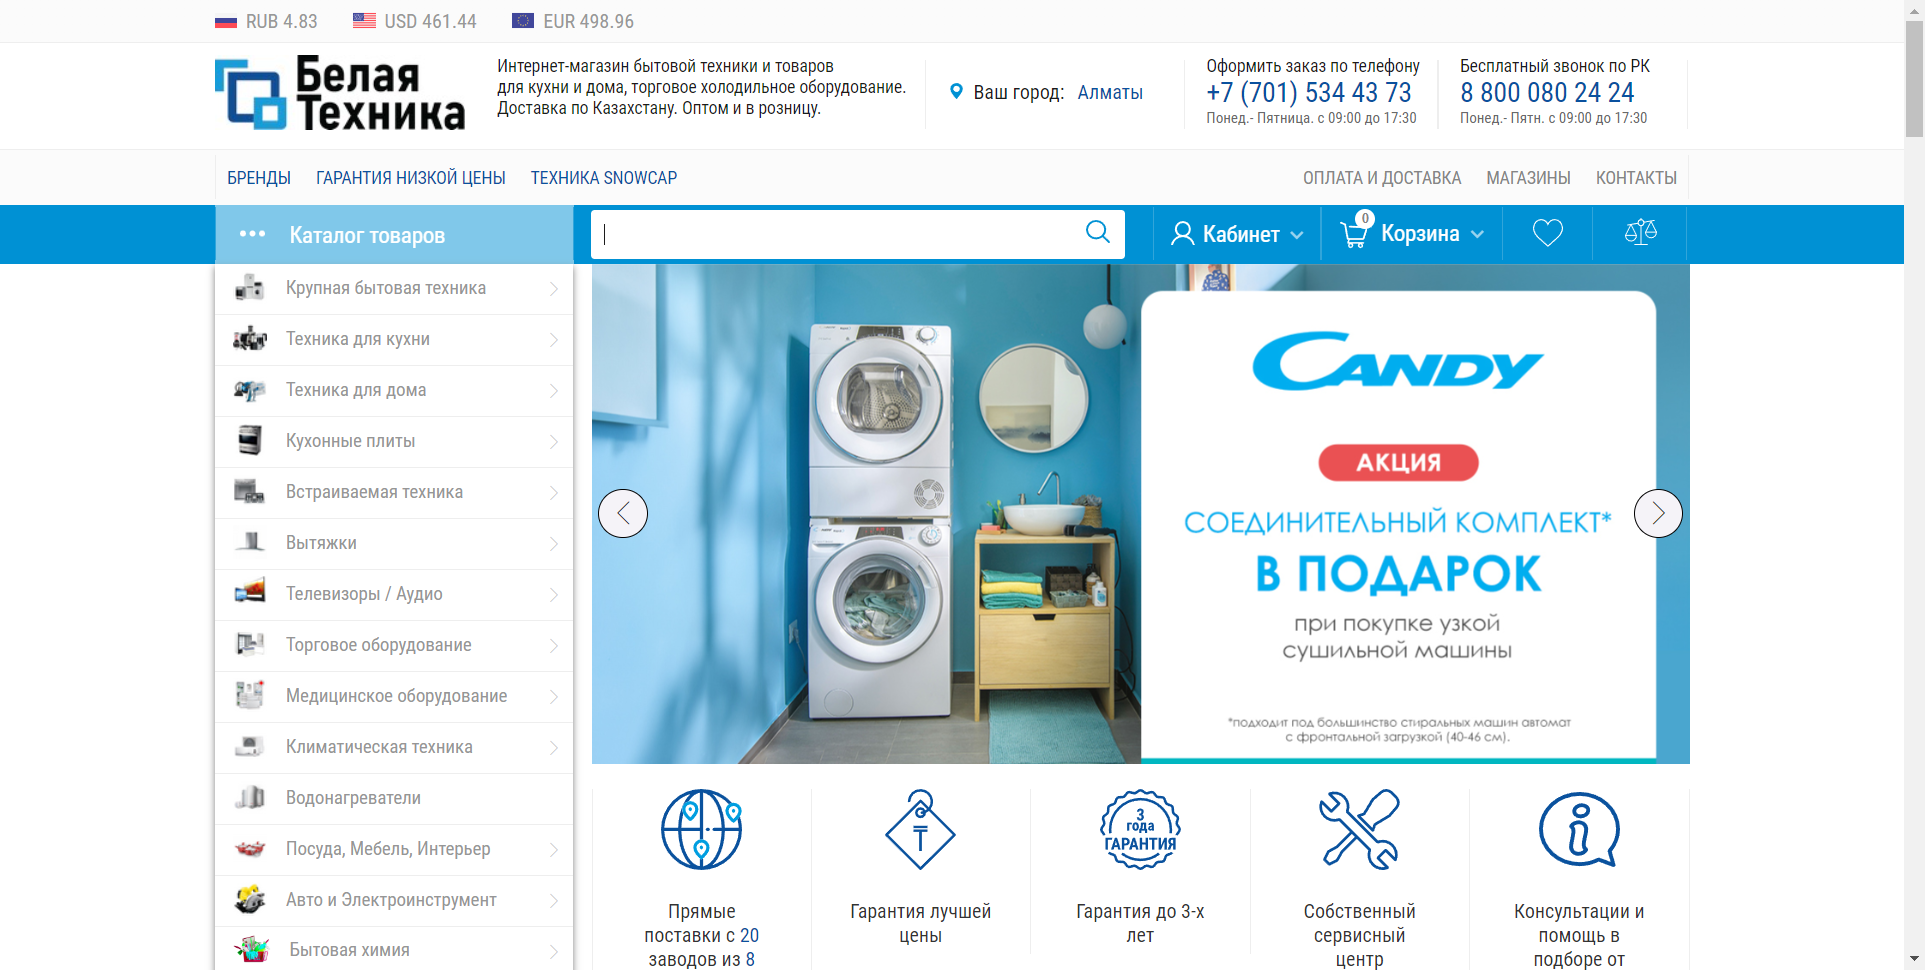 RUB 4.83 USD 461.44 EUR 498.96
Белая
Техника
Интернет-магазин бытовой техники и товаров
для кухни и дома, торговое холодильное оборудование.
Доставка по Казахстану. Оптом и в розницу.
Ваш город: Алматы
Оформить заказ по телефону
+7 (701) 534 43 73
Понед.- Пятница. с 09:00 до 17:30
Бесплатный звонок по РК
8 800 080 24 24
Понед.- Пятн. с 09:00 до 17:30
БРЕНДЫ ГАРАНТИЯ НИЗКОЙ ЦЕНЫ ТЕХНИКА SNOWCAP ОПЛАТА И ДОСТАВКА МАГАЗИНЫ КОНТАКТЫ
Каталог товаров
Кабинет
0
Корзина
Крупная бытовая техника
Техника для кухни
Техника для дома
Кухонные плиты
Встраиваемая техника
Вытяжки
Телевизоры / Аудио
Торговое оборудование
Медицинское оборудование
Климатическая техника
Водонагреватели
Посуда, Мебель, Интерьер
Авто и Электроинструмент
Бытовая химия
CANDY
АКЦИЯ
СОЕДИНИТЕЛЬНЫЙ КОМПЛЕКТ*
В ПОДАРОК
при покупке узкой
сушильной машины
*подходит под большинство стиральных машин автомат
с фронтальной загрузкой (40-46 см).
Прямые
поставки с 20
заводов из 8
₸
Гарантия лучшей
цены
3
года
ГАРАНТИЯ
Гарантия до 3-х
лет
Собственный
сервисный
центр
Консультации и
помощь в
подборе от